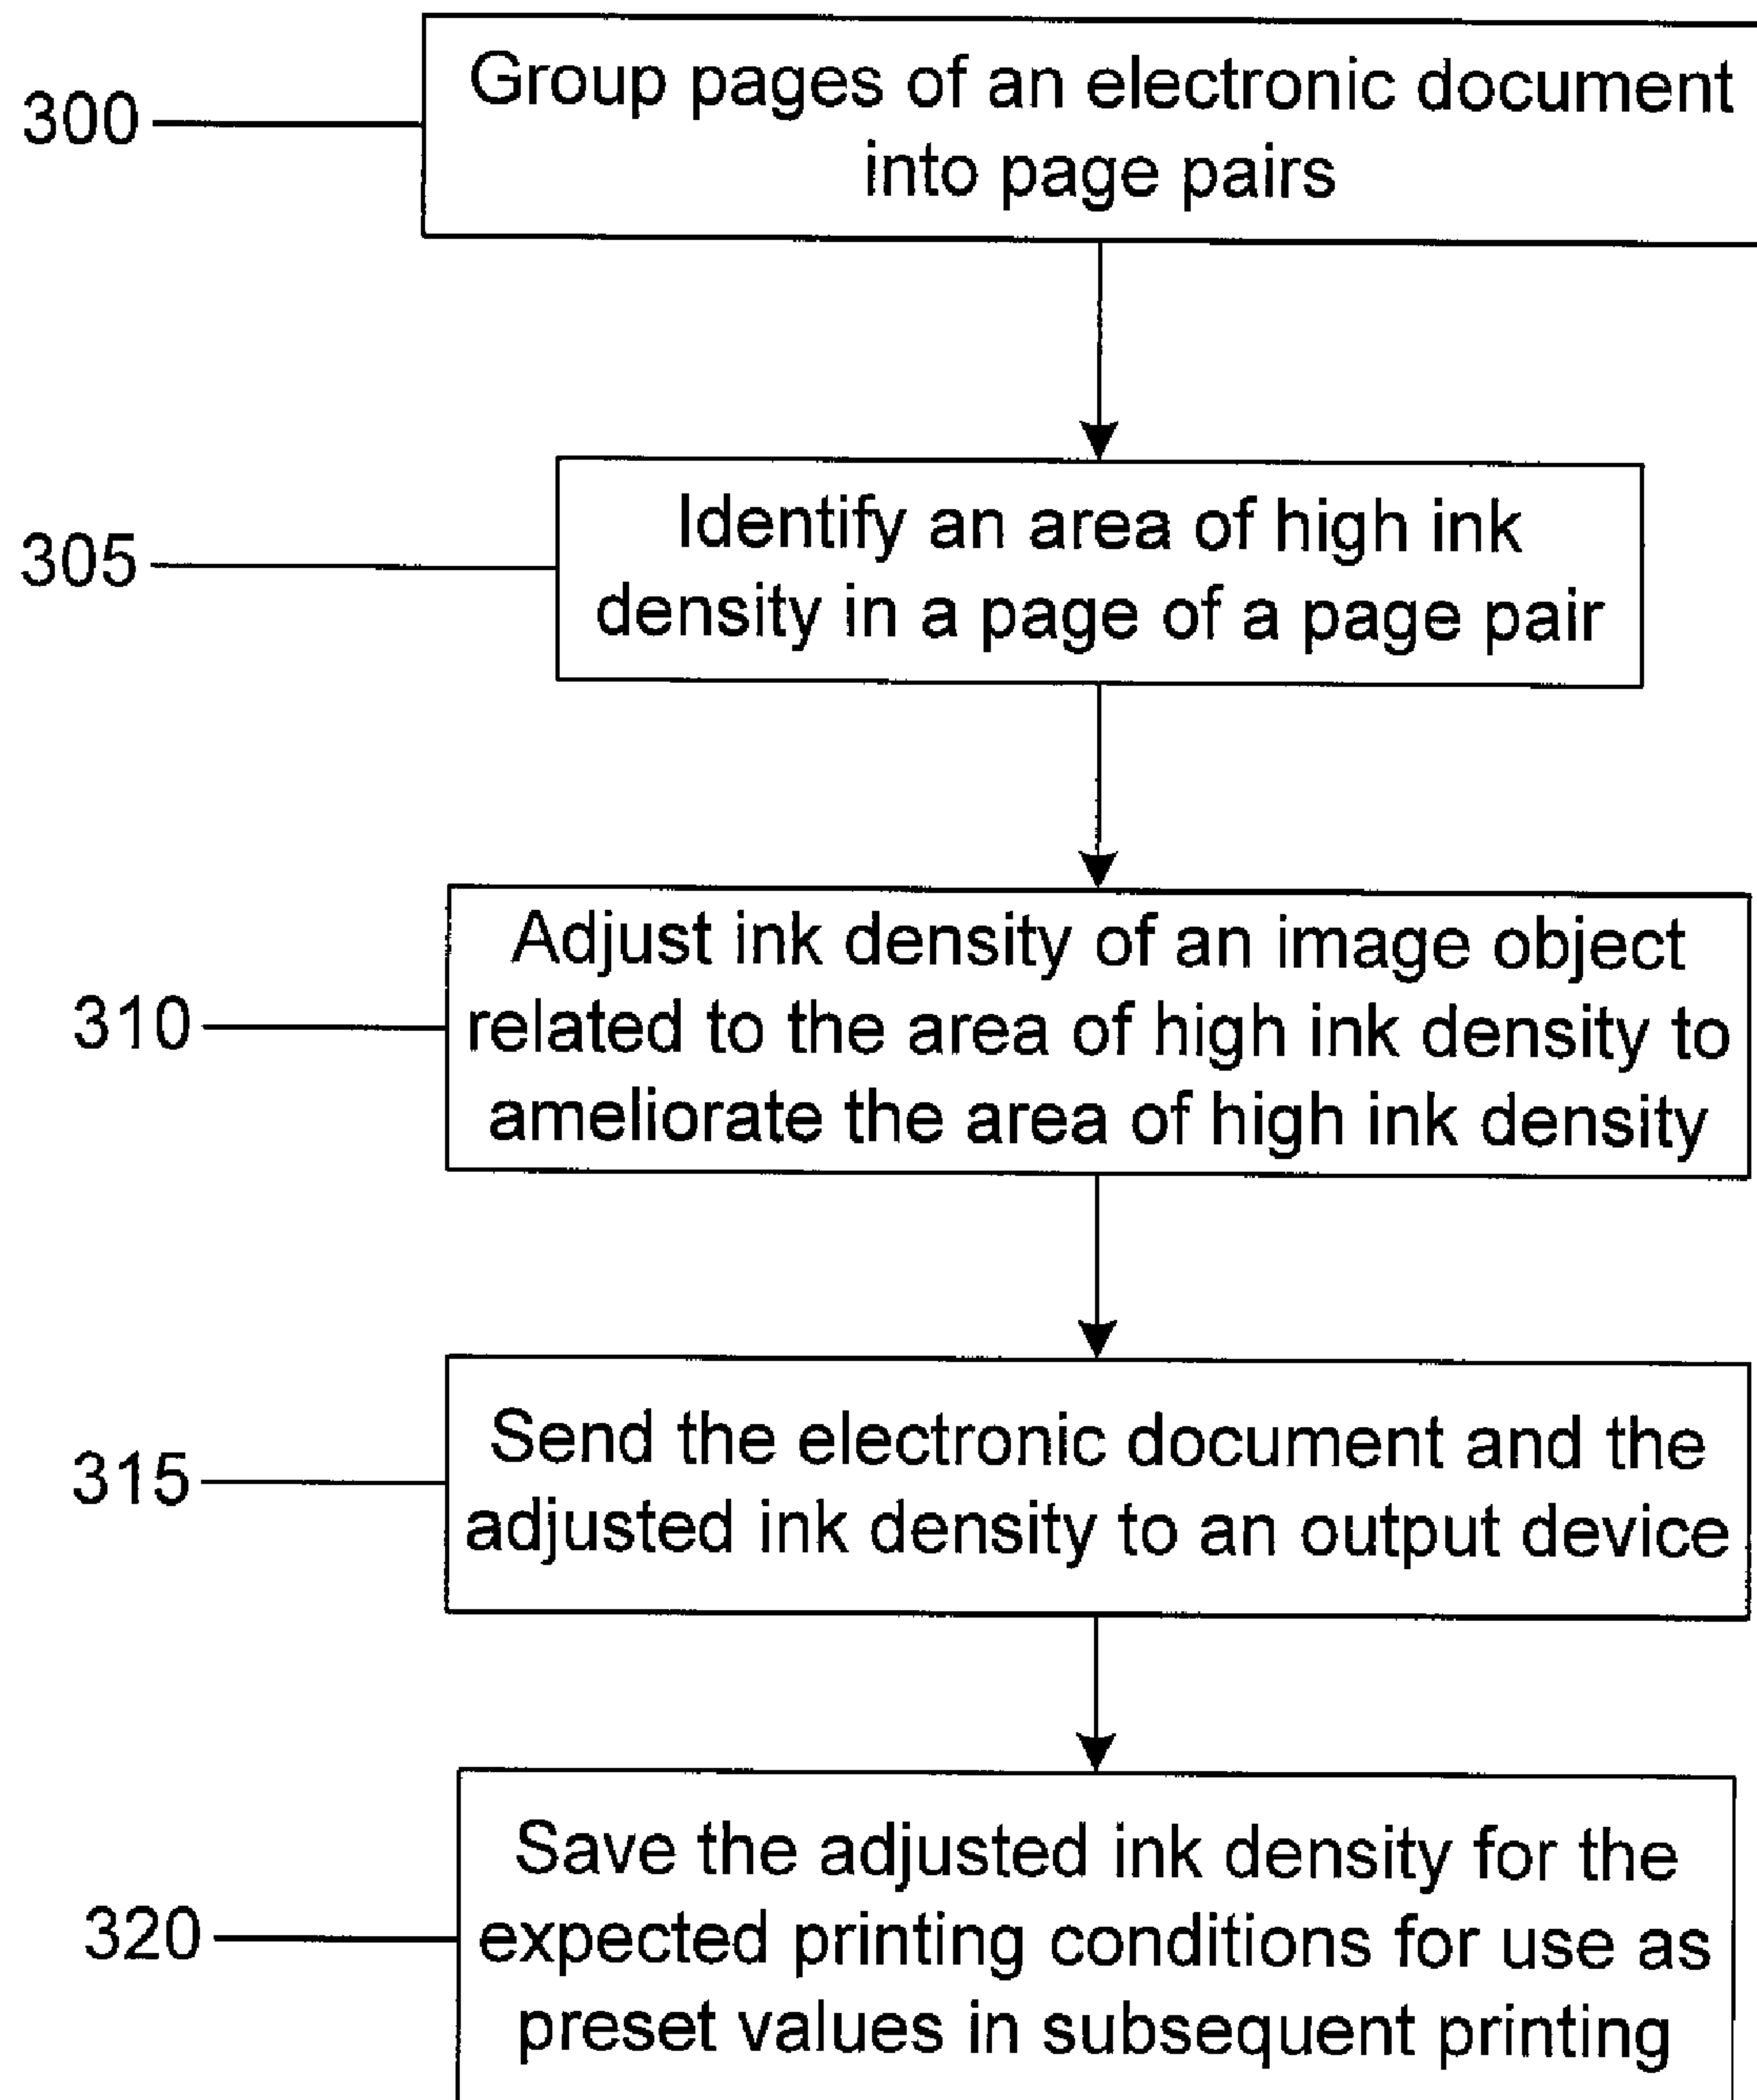 300
Group pages of an electronic document
into page pairs
305
Identify an area of high ink
density in a page of a page pair
310
Adjust ink density of an image object
related to the area of high ink density to
ameliorate the area of high ink density
315
Send the electronic document and the
adjusted ink density to an output device
320
Save the adjusted ink density for the
expected printing conditions for use as
preset values in subsequent printing